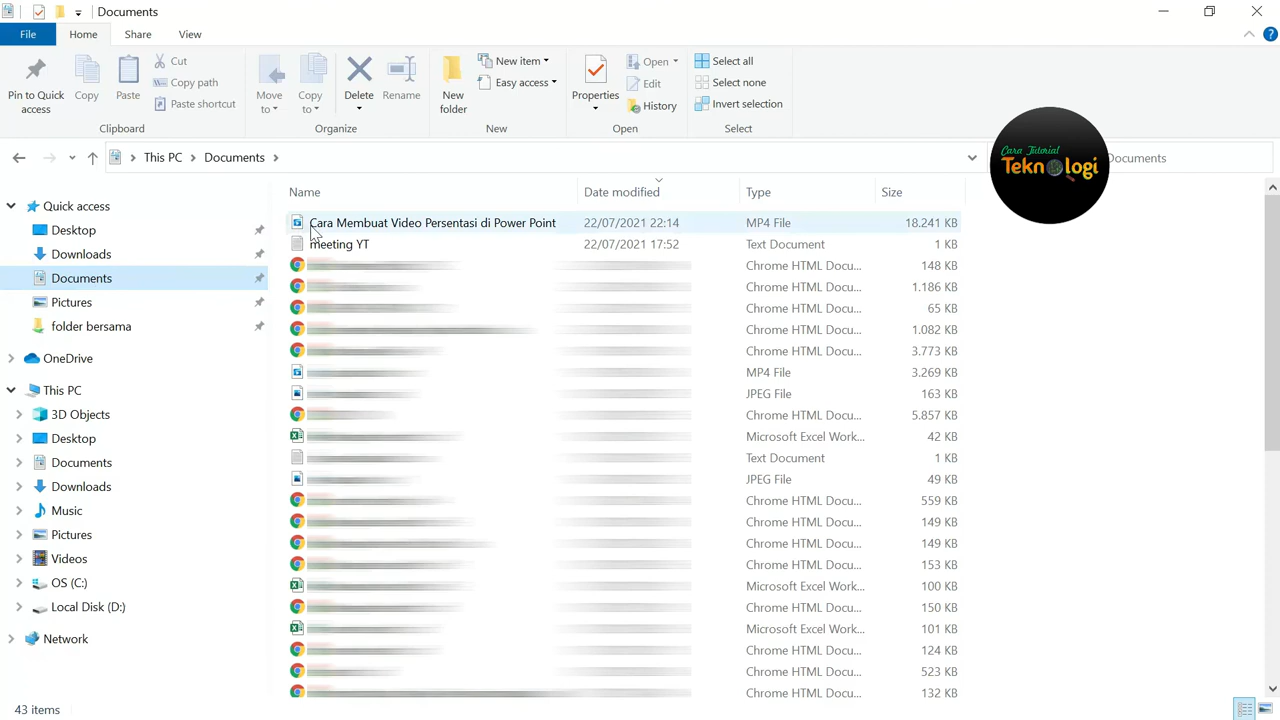 Documents
File Home Share View
Pin to Quick access
Copy
Paste
Cut
Copy path
Paste shortcut
Clipboard
Move to
Copy to
Delete
Rename
Organize
New folder
New item
Easy access
New
Properties
Open
Edit
History
Open
Select all
Select none
Invert selection
Select
This PC Documents
Documents
Cara Tutorial
Teknologi
Name Date modified Type Size
Quick access
Desktop
Downloads
Documents
Pictures
folder bersama
OneDrive
This PC
3D Objects
Desktop
Documents
Downloads
Music
Pictures
Videos
OS (C:)
Local Disk (D:)
Network
Cara Membuat Video Persentasi di Power Point 22/07/2021 22:14 MP4 File 18.241 KB
meeting YT 22/07/2021 17:52 Text Document 1 KB
Chrome HTML Docu... 148 KB
Chrome HTML Docu... 1.186 KB
Chrome HTML Docu... 65 KB
Chrome HTML Docu... 1.082 KB
Chrome HTML Docu... 3.773 KB
MP4 File 3.269 KB
JPEG File 163 KB
Chrome HTML Docu... 5.857 KB
Microsoft Excel Work... 42 KB
Text Document 1 KB
JPEG File 49 KB
Chrome HTML Docu... 559 KB
Chrome HTML Docu... 149 KB
Chrome HTML Docu... 149 KB
Chrome HTML Docu... 153 KB
Microsoft Excel Work... 100 KB
Chrome HTML Docu... 150 KB
Microsoft Excel Work... 101 KB
Chrome HTML Docu... 124 KB
Chrome HTML Docu... 523 KB
Chrome HTML Docu... 132 KB
43 items